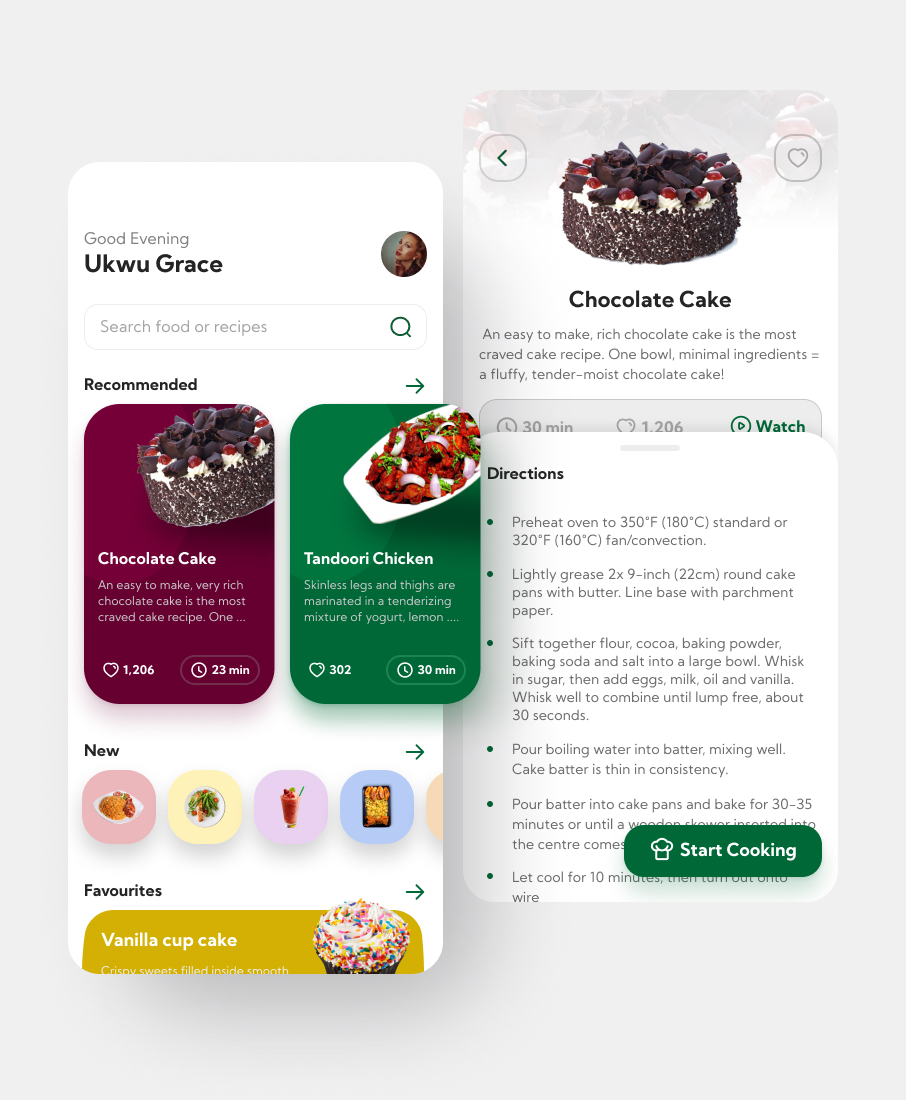 Good Evening
Ukwu Grace
Search food or recipes
Recommended
Chocolate Cake
An easy to make, very rich
chocolate cake is the most
craved cake recipe. One ...
1,206
23 min
Tandoori Chicken
Skinless legs and thighs are
marinated in a tenderizing
mixture of yogurt, lemon ....
302
30 min
New
Favourites
Vanilla cup cake
Crispy sweets filled inside smooth
Chocolate Cake
An easy to make, rich chocolate cake is the most
craved cake recipe. One bowl, minimal ingredients =
a fluffy, tender-moist chocolate cake!
30 min
1,206
Watch
Directions
Preheat oven to 350°F (180°C) standard or
320°F (160°C) fan/convection.
Lightly grease 2x 9-inch (22cm) round cake
pans with butter. Line base with parchment
paper.
Sift together flour, cocoa, baking powder,
baking soda and salt into a large bowl. Whisk
in sugar, then add eggs, milk, oil and vanilla.
Whisk well to combine until lump free, about
30 seconds.
Pour boiling water into batter, mixing well.
Cake batter is thin in consistency.
Pour batter into cake pans and bake for 30-35
minutes or until a wooden skewer inserted into
the centre comes
Start Cooking
Let cool for 10 minutes, then turn out onto
wire